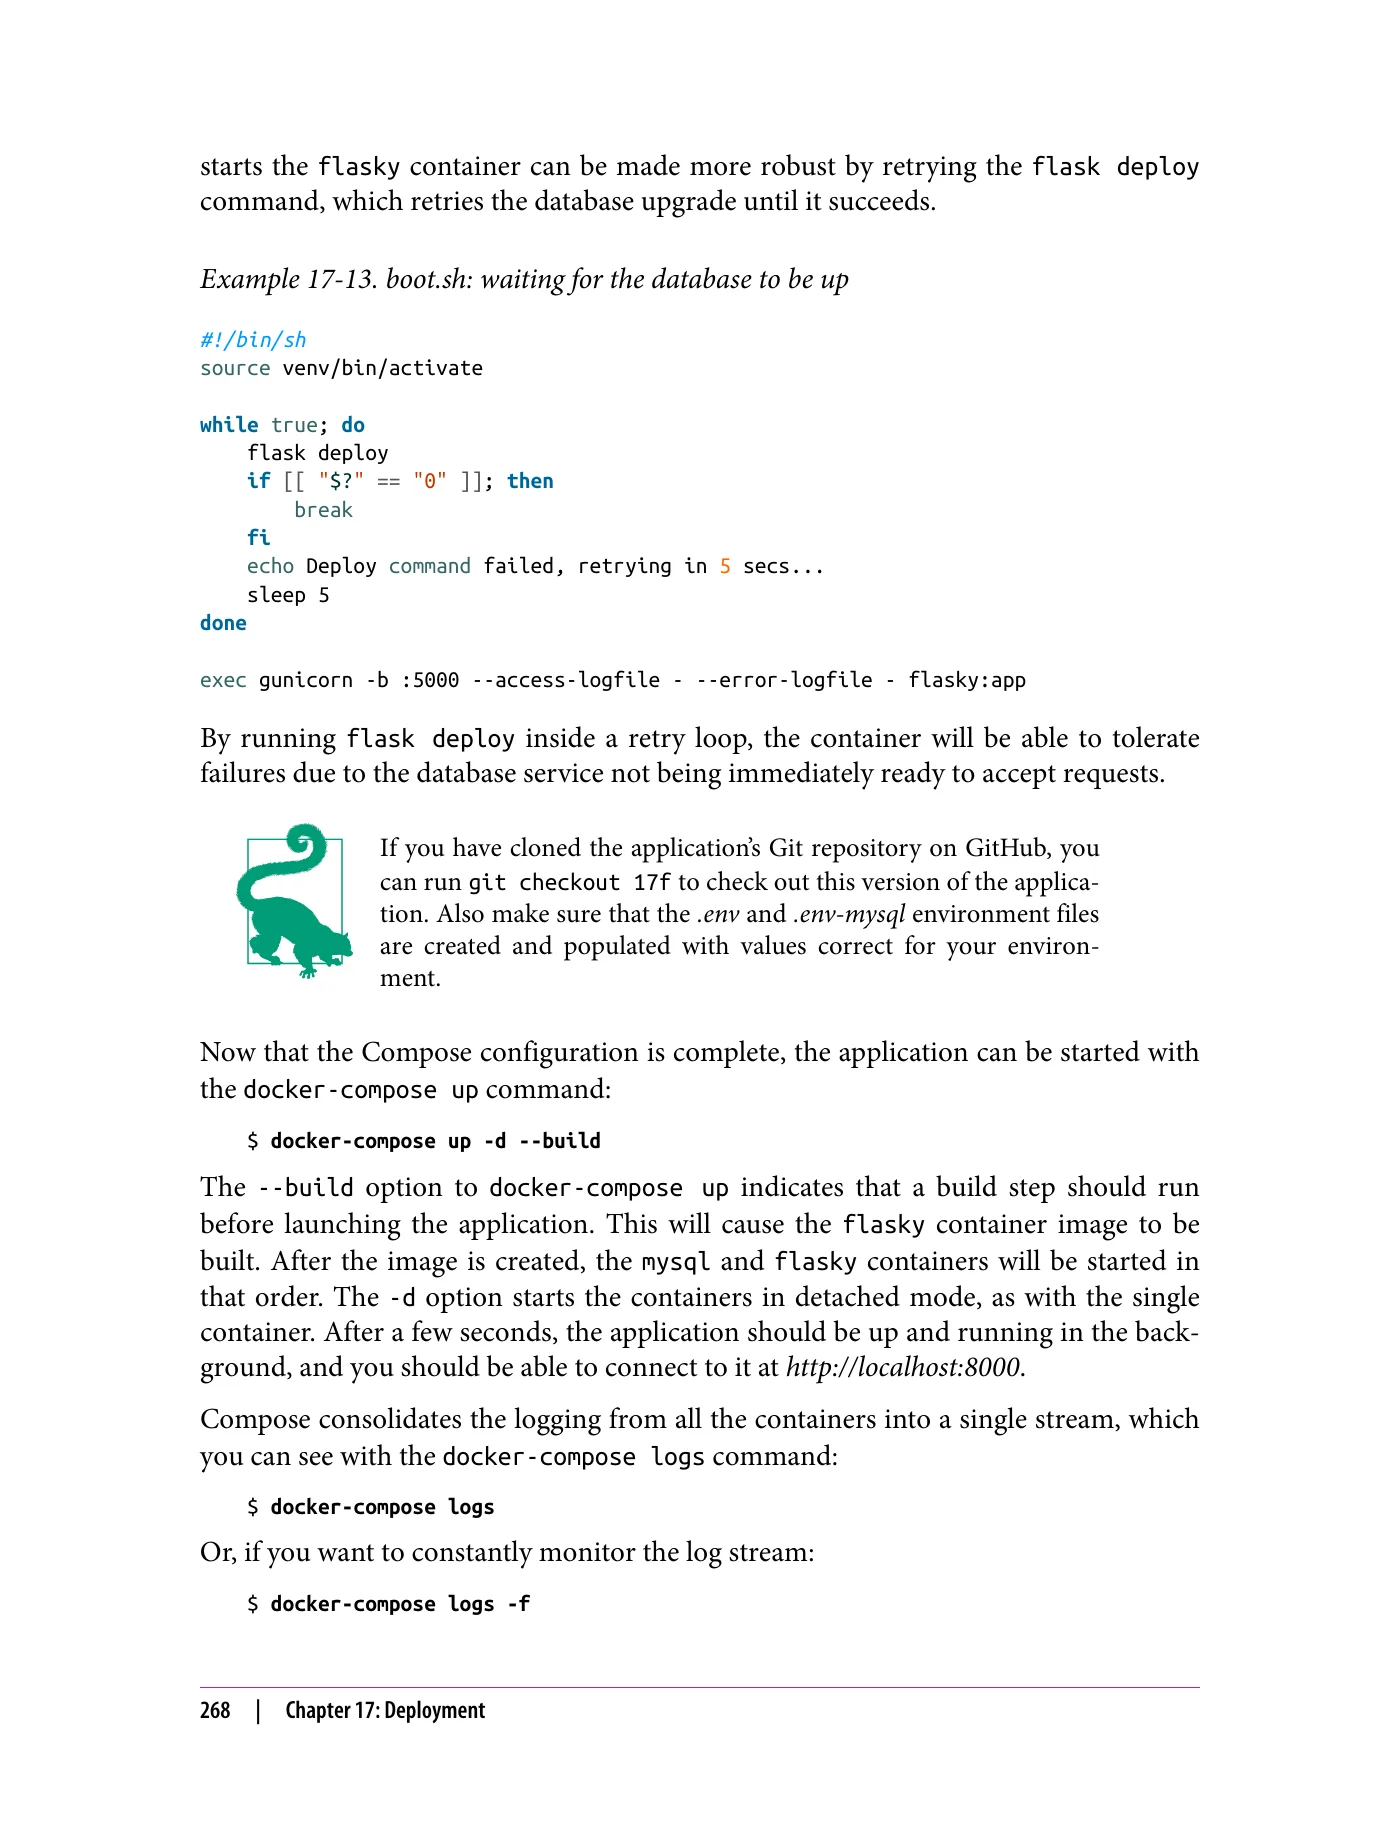 starts the flasky container can be made more robust by retrying the flask deploy
command, which retries the database upgrade until it succeeds.
Example 17-13. boot.sh: waiting for the database to be up
#!/bin/sh
source venv/bin/activate
while true; do
    flask deploy
    if [[ "$?" == "0" ]]; then
        break
    fi
    echo Deploy command failed, retrying in 5 secs...
    sleep 5
done
exec gunicorn -b :5000 --access-logfile - --error-logfile - flasky:app
By running flask deploy inside a retry loop, the container will be able to tolerate
failures due to the database service not being immediately ready to accept requests.
If you have cloned the application’s Git repository on GitHub, you
can run git checkout 17f to check out this version of the applica-
tion. Also make sure that the .env and .env-mysql environment files
are created and populated with values correct for your environ-
ment.
Now that the Compose configuration is complete, the application can be started with
the docker-compose up command:
$ docker-compose up -d --build
The --build option to docker-compose up indicates that a build step should run
before launching the application. This will cause the flasky container image to be
built. After the image is created, the mysql and flasky containers will be started in
that order. The -d option starts the containers in detached mode, as with the single
container. After a few seconds, the application should be up and running in the back-
ground, and you should be able to connect to it at http://localhost:8000.
Compose consolidates the logging from all the containers into a single stream, which
you can see with the docker-compose logs command:
$ docker-compose logs
Or, if you want to constantly monitor the log stream:
$ docker-compose logs -f
268 | Chapter 17: Deployment